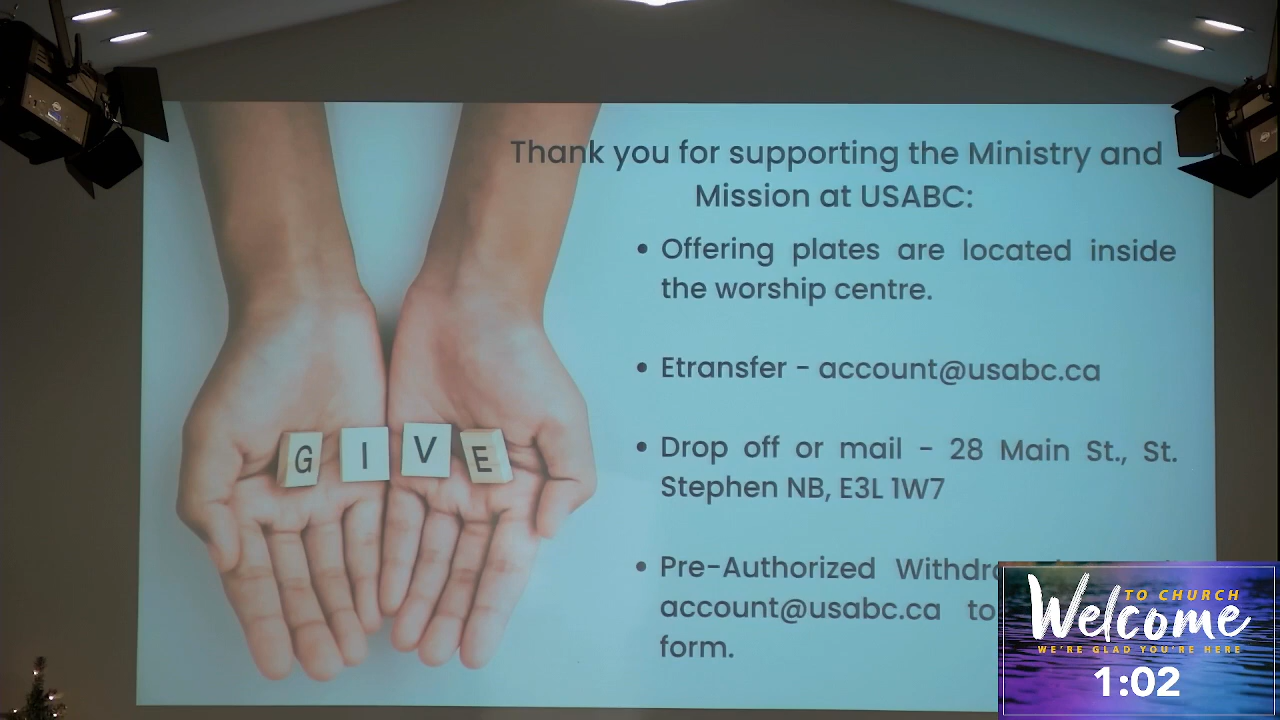 Thank you for supporting the Ministry and
Mission at USABC:
• Offering plates are located inside
the worship centre.
• Etransfer - account@usabc.ca
• Drop off or mail - 28 Main St., St.
Stephen NB, E3L 1W7
• Pre-Authorized
account@usabc.ca to
form.
G I V E
TO CHURCH
Welcome
WE'RE GLAD YOU'RE HERE
1:02